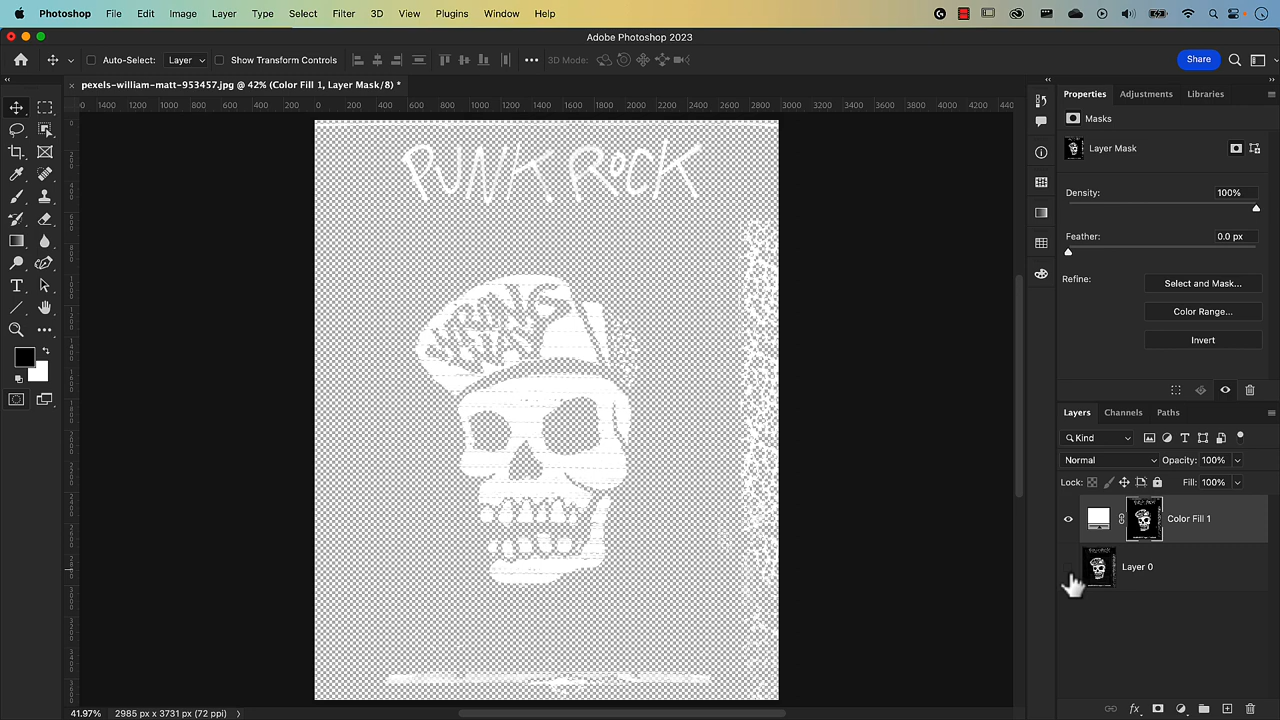 Photoshop File Edit Image Layer Type Select Filter 3D View Plugins Window Help
Adobe Photoshop 2023
Auto-Select: Layer Show Transform Controls 3D Mode: Share
pexels-william-matt-953457.jpg @ 42% (Color Fill 1, Layer Mask/8) *
Properties Adjustments Libraries
Masks
Layer Mask
Density: 100%
Feather: 0.0 px
Refine: Select and Mask...
Color Range...
Invert
Layers Channels Paths
Kind
Normal Opacity: 100%
Lock: Fill: 100%
Color Fill 1
Layer 0
PUNK ROCK
41.97% 2985 px x 3731 px (72 ppi)